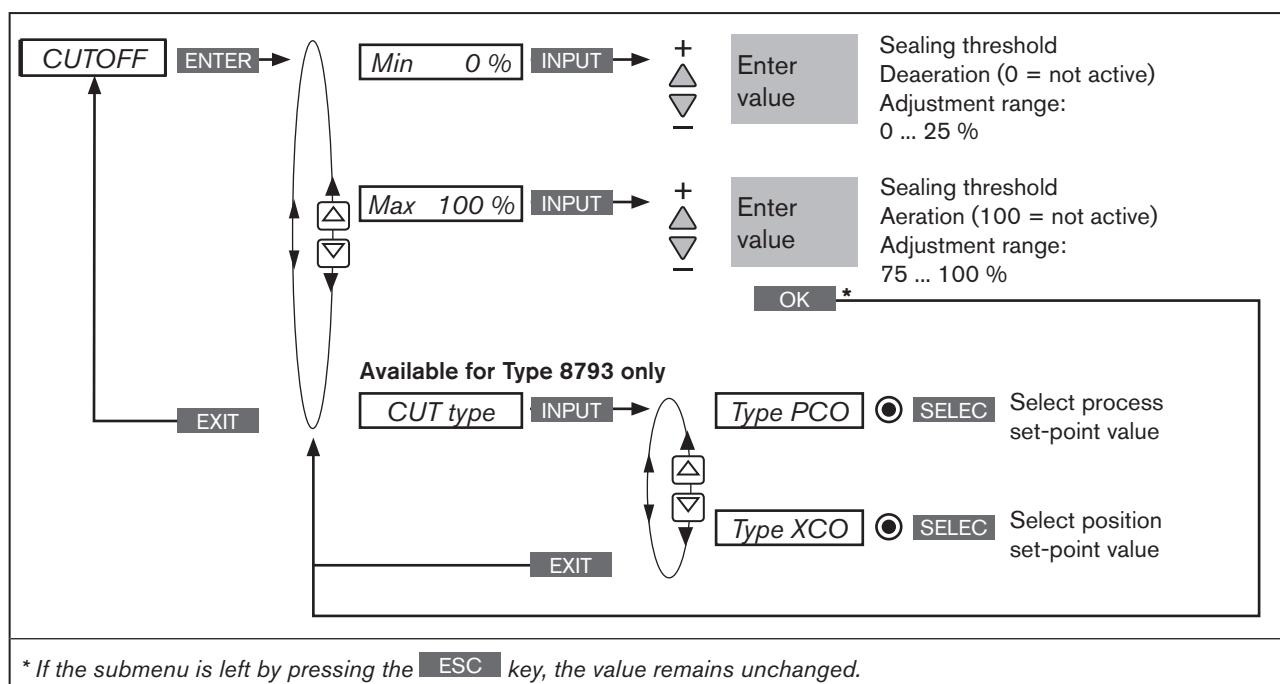 CUTOFF ENTER
Min 0 % INPUT
+
–
Enter
value
Sealing threshold
Deaeration (0 = not active)
Adjustment range:
0 ... 25 %
Max 100 % INPUT
+
–
Enter
value
Sealing threshold
Aeration (100 = not active)
Adjustment range:
75 ... 100 %
OK *
Available for Type 8793 only
CUT type INPUT
Type PCO SELEC
Select process
set-point value
EXIT
Type XCO SELEC
Select position
set-point value
EXIT
* If the submenu is left by pressing the ESC key, the value remains unchanged.